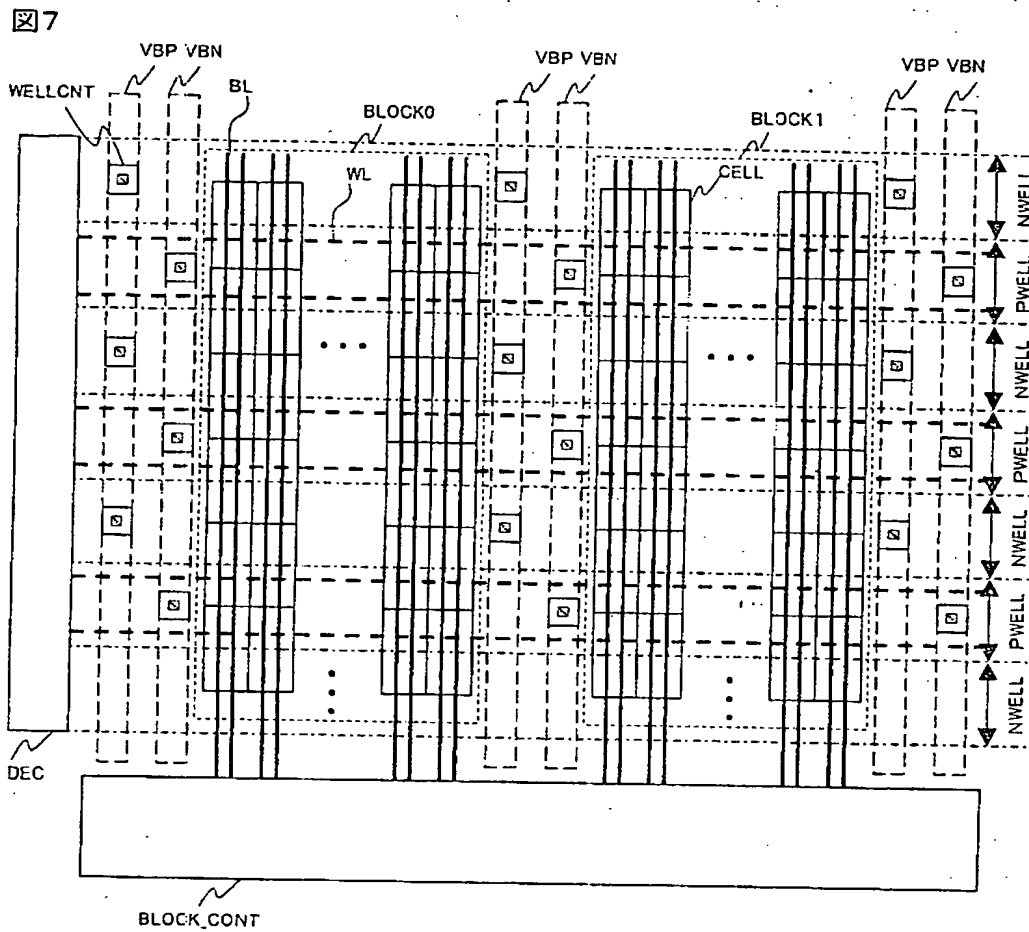 図7
VBP VBN
VBP VBN
VBP VBN
WELLCNT
BL
BLOCK0
BLOCK1
WL
CELL
NWELL
PWELL
NWELL
PWELL
NWELL
PWELL
NWELL
DEC
BLOCK_CONT